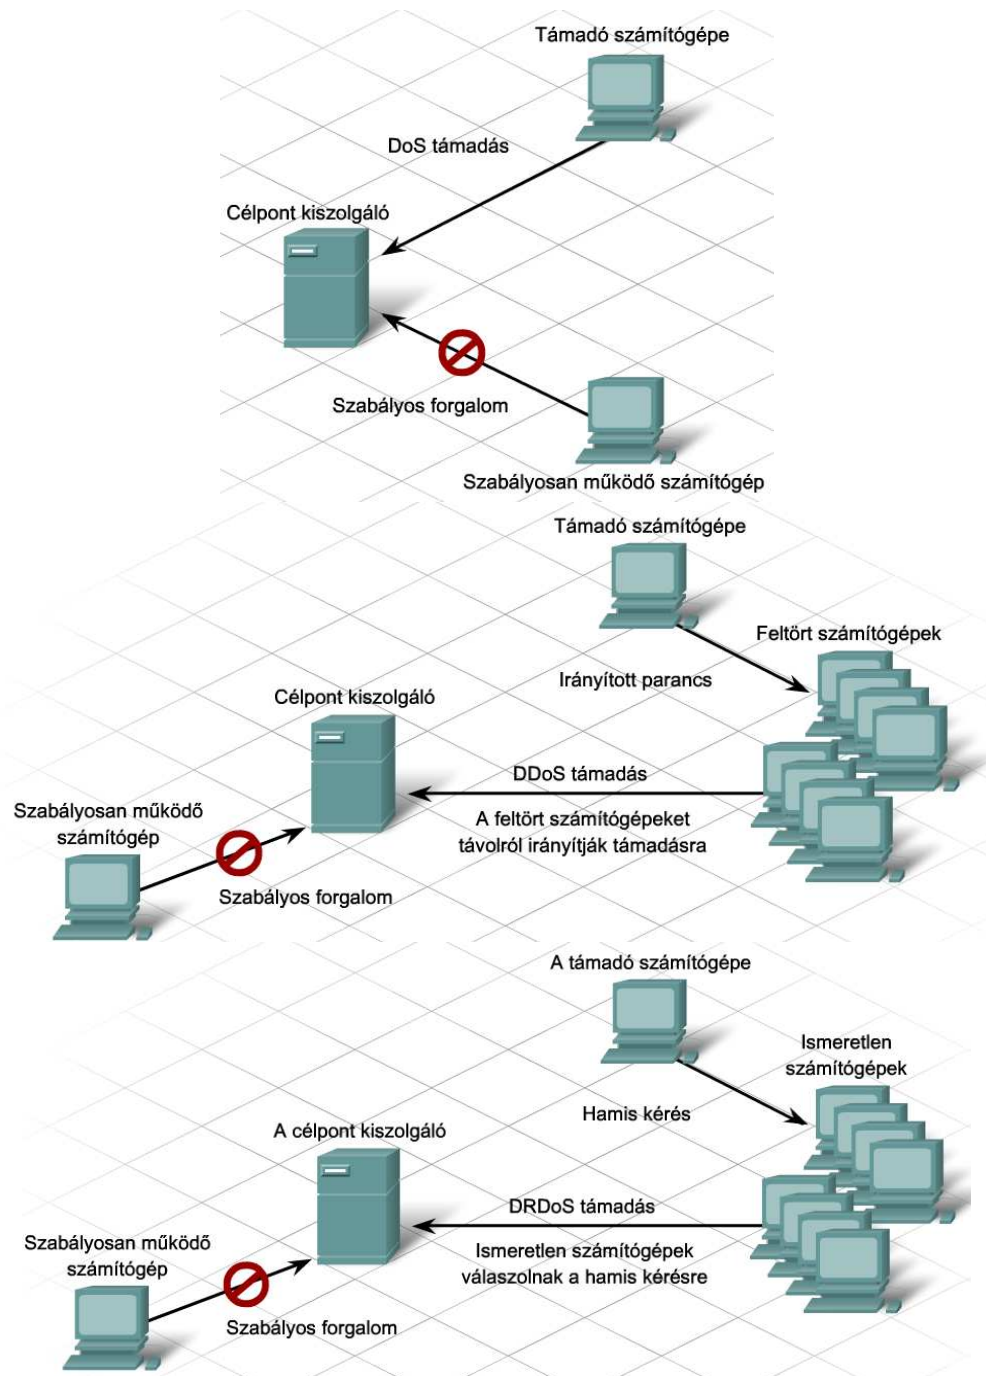 Támadó számítógépe
DoS támadás
Célpont kiszolgáló
Szabályos forgalom
Szabályosan működő számítógép
Támadó számítógépe
Feltört számítógépek
Irányított parancs
Célpont kiszolgáló
DDoS támadás
Szabályosan működő
számítógép
A feltört számítógépeket
távolról irányítják támadásra
Szabályos forgalom
A támadó számítógépe
Ismeretlen
számítógépek
Hamis kérés
A célpont kiszolgáló
DRDoS támadás
Szabályosan működő
számítógép
Ismeretlen számítógépek
válaszolnak a hamis kérésre
Szabályos forgalom